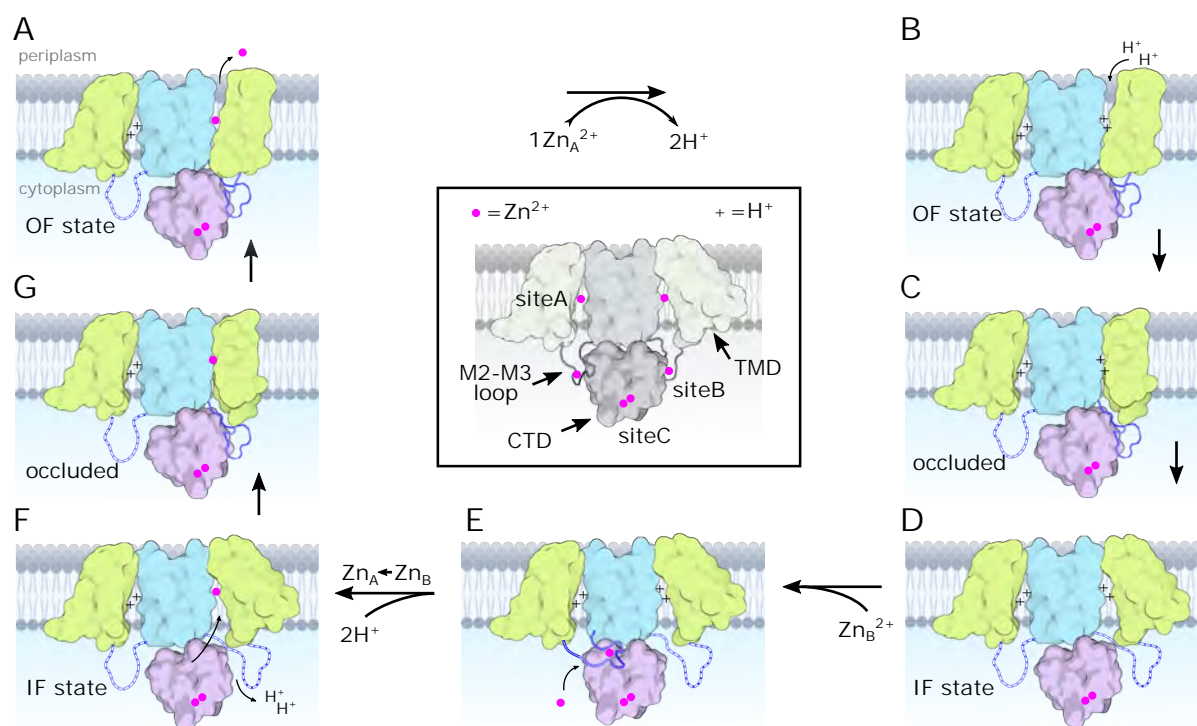 A
periplasm
cytoplasm
OF state
1Zn_A^2+ 2H^+
B
H^+
H^+
OF state
=Zn^2+ + =H^+
siteA
M2-M3
loop
siteB
TMD
CTD
siteC
G
occluded
C
occluded
F
IF state
H^+
H^+
Zn_A Zn_B
2H^+
E
Zn_B^2+
D
IF state